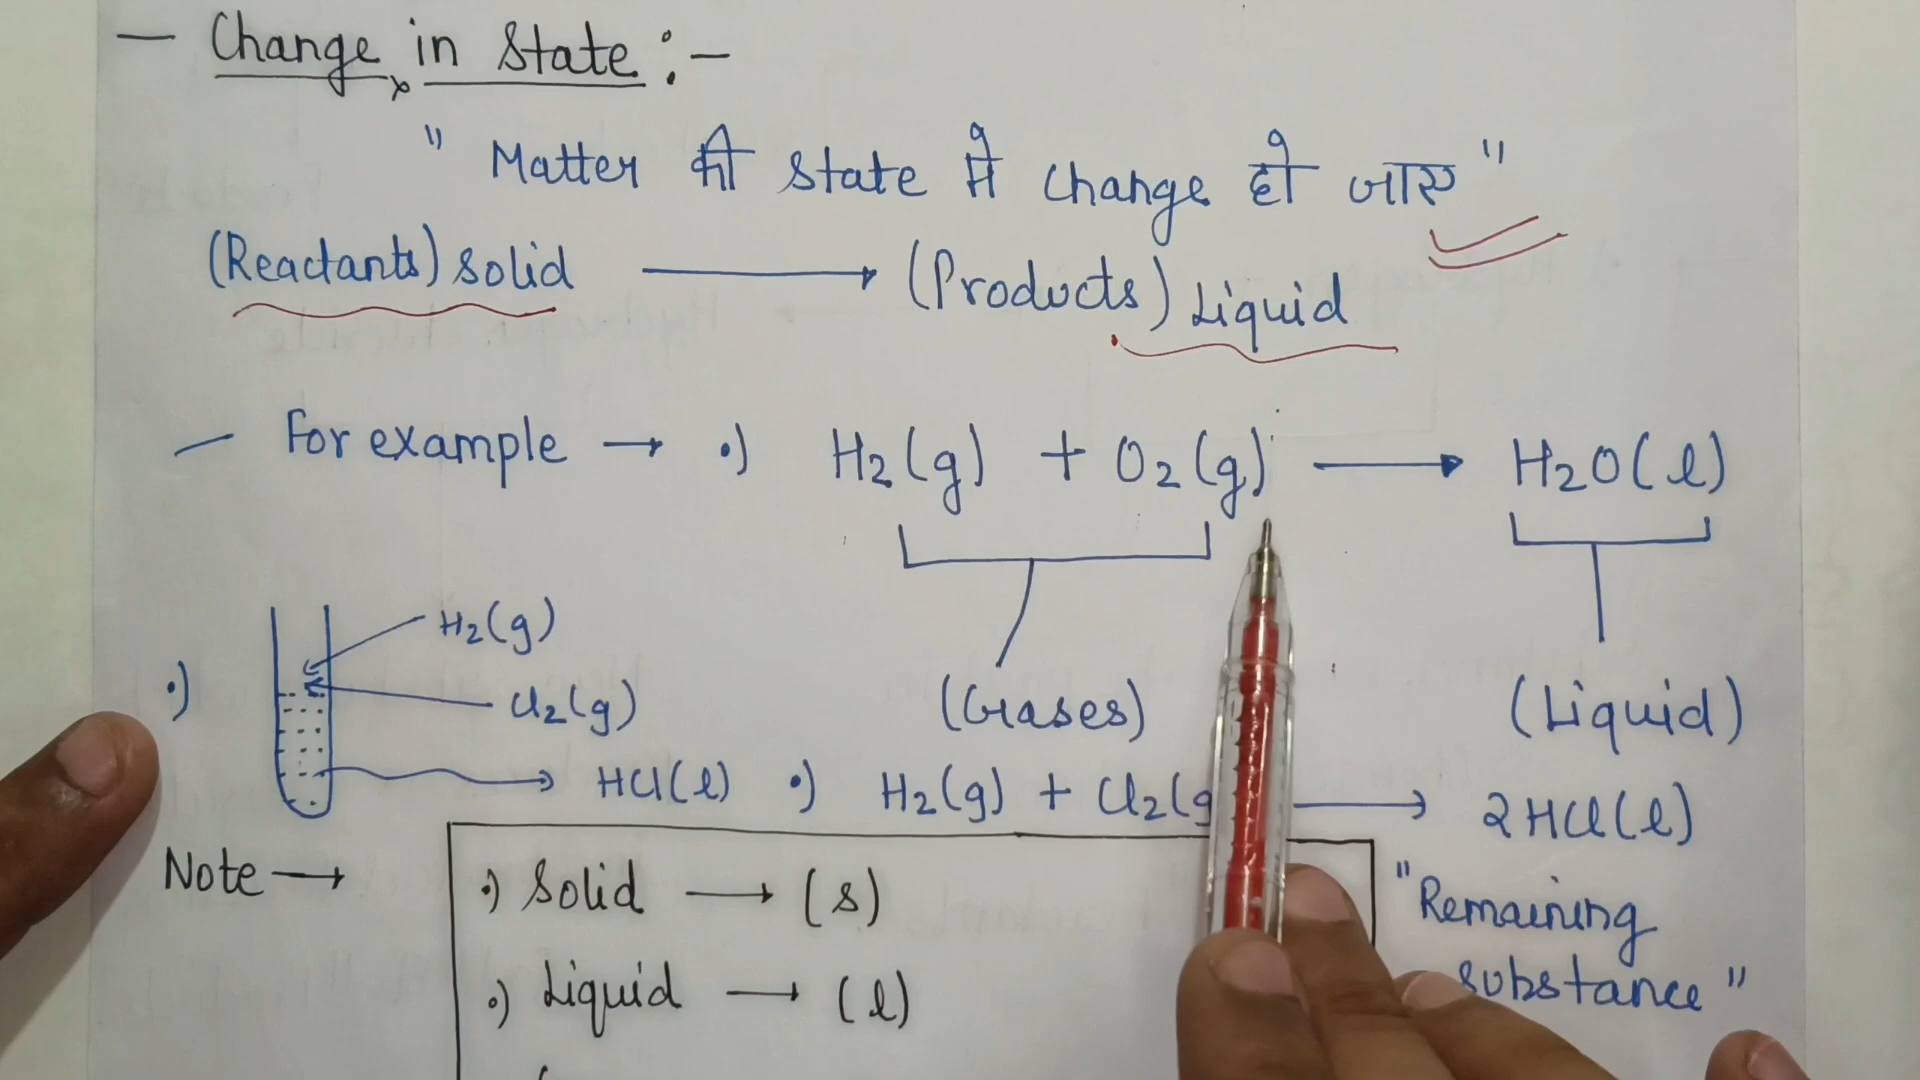 — Change in State :-
" Matter की state में change हो जाए "
(Reactants) solid ⟶ (Products) Liquid
– For example → •) H2(g) + O2(g) ⟶ H2O(l)
(Gases) (Liquid)
•) H2(g)
Cl2(g)
HCl(l) •) H2(g) + Cl2(g ⟶ 2HCl(l)
"Remaining
substance"
Note ⟶ •) Solid ⟶ (s)
•) Liquid ⟶ (l)